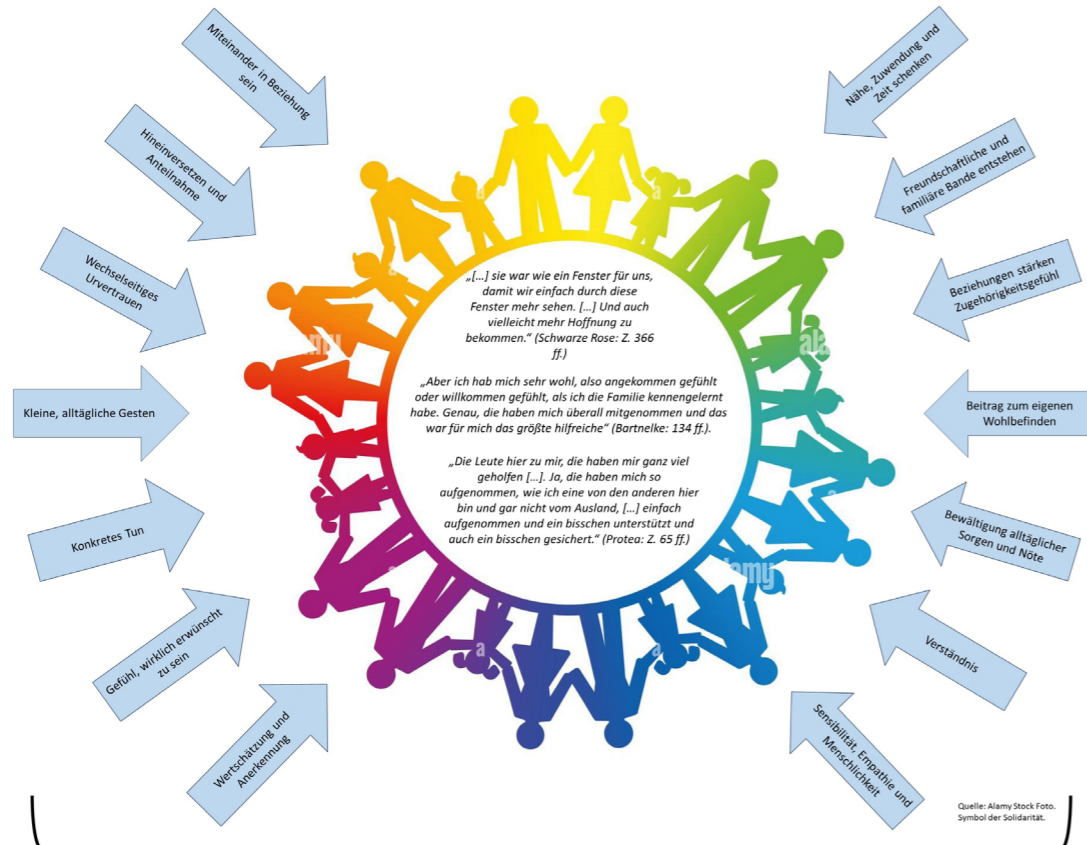 Miteinander in Beziehung
sein
Hineinversetzen und
Anteilnahme
Wechselseitiges
Urvertrauen
Kleine, alltägliche Gesten
Konkretes Tun
Gefühl, wirklich erwünscht
zu sein
Wertschätzung und
Anerkennung
„[…] sie war wie ein Fenster für uns,
damit wir einfach durch diese
Fenster mehr sehen. […] Und auch
vielleicht mehr Hoffnung zu
bekommen.“ (Schwarze Rose: Z. 366
ff.)
„Aber ich hab mich sehr wohl, also angekommen gefühlt
oder willkommen gefühlt, als ich die Familie kennengelernt
habe. Genau, die haben mich überall mitgenommen und das
war für mich das größte hilfreiche“ (Bartnelke: 134 ff.).
„Die Leute hier zu mir, die haben mir ganz viel
geholfen […]. Ja, die haben mich so
aufgenommen, wie ich eine von den anderen hier
bin und gar nicht vom Ausland, […] einfach
aufgenommen und ein bisschen unterstützt und
auch ein bisschen gesichert.“ (Protea: Z. 65 ff.)
Nähe, Zuwendung und
Zeit schenken
Freundschaftliche und
familiäre Bande entstehen
Beziehungen stärken
Zugehörigkeitsgefühl
Beitrag zum eigenen
Wohlbefinden
Bewältigung alltäglicher
Sorgen und Nöte
Verständnis
Sensibilität, Empathie und
Menschlichkeit
Quelle: Alamy Stock Foto.
Symbol der Solidarität.